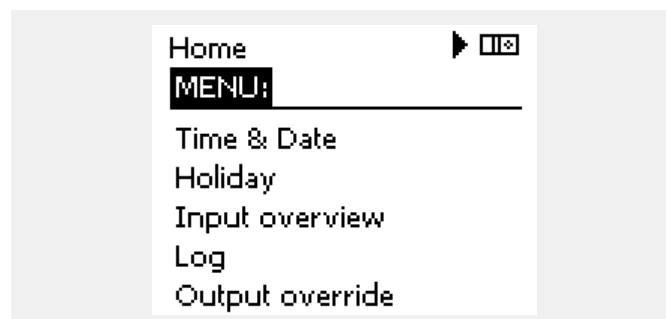 Home
MENU:
Time & Date
Holiday
Input overview
Log
Output override